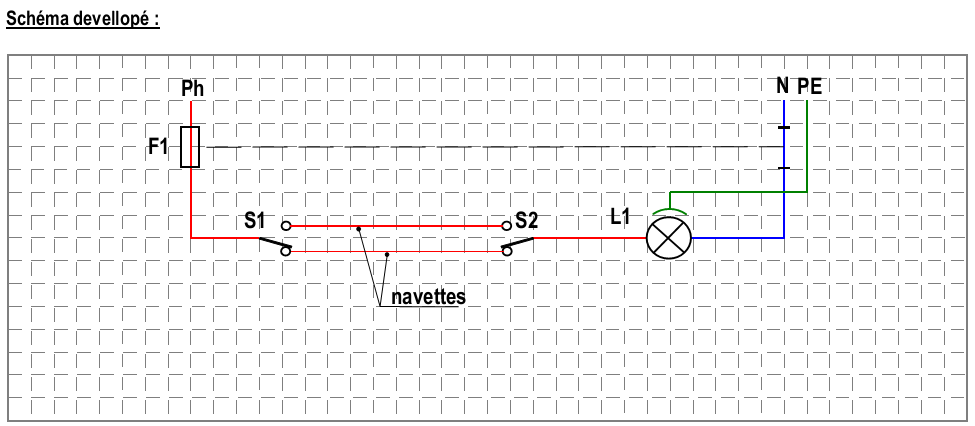 Schéma devellopé :
Ph
N PE
F1
S1
S2
L1
navettes